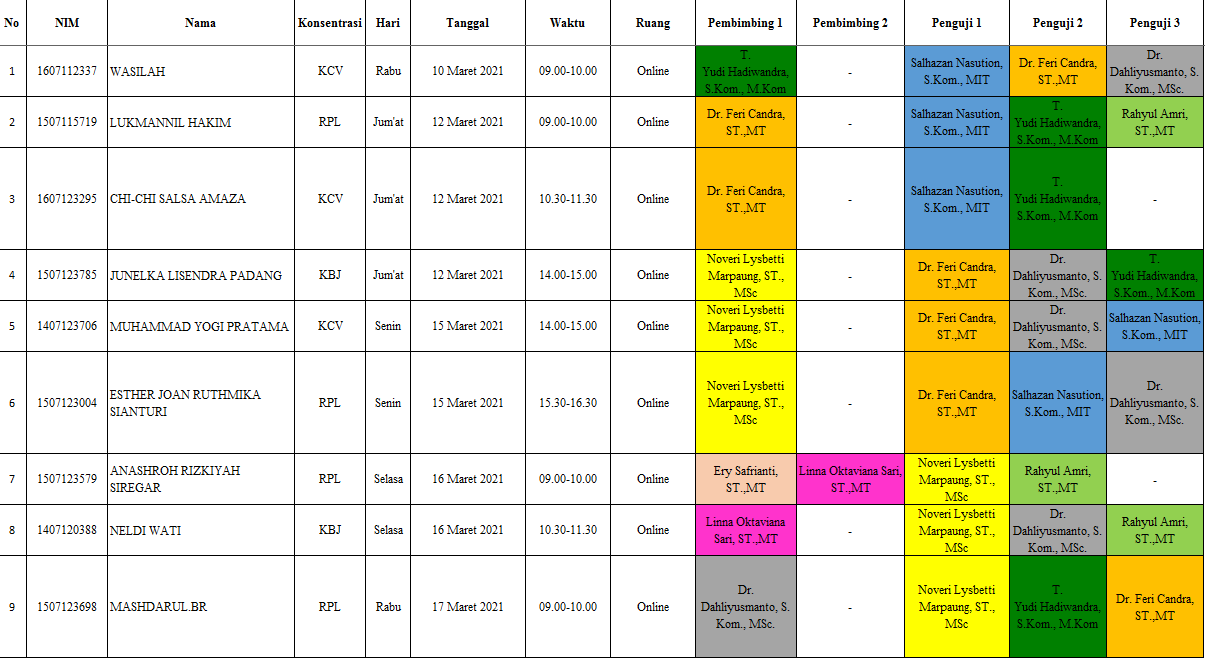 No NIM Nama Konsentrasi Hari Tanggal Waktu Ruang Pembimbing 1 Pembimbing 2 Penguji 1 Penguji 2 Penguji 3
1 1607112337 WASILAH KCV Rabu 10 Maret 2021 09.00-10.00 Online T. Yudi Hadiwandra, S.Kom., M.Kom - Salhazan Nasution, S.Kom., MIT Dr. Feri Candra, ST.,MT Dr. Dahliyusmanto, S. Kom., MSc.
2 1507115719 LUKMANNIL HAKIM RPL Jum'at 12 Maret 2021 09.00-10.00 Online Dr. Feri Candra, ST.,MT - Salhazan Nasution, S.Kom., MIT T. Yudi Hadiwandra, S.Kom., M.Kom Rahyul Amri, ST.,MT
3 1607123295 CHI-CHI SALSA AMAZA KCV Jum'at 12 Maret 2021 10.30-11.30 Online Dr. Feri Candra, ST.,MT - Salhazan Nasution, S.Kom., MIT T. Yudi Hadiwandra, S.Kom., M.Kom -
4 1507123785 JUNELKA LISENDRA PADANG KBJ Jum'at 12 Maret 2021 14.00-15.00 Online Noveri Lysbetti Marpaung, ST., MSc - Dr. Feri Candra, ST.,MT Dr. Dahliyusmanto, S. Kom., MSc. T. Yudi Hadiwandra, S.Kom., M.Kom
5 1407123706 MUHAMMAD YOGI PRATAMA KCV Senin 15 Maret 2021 14.00-15.00 Online Noveri Lysbetti Marpaung, ST., MSc - Dr. Feri Candra, ST.,MT Dr. Dahliyusmanto, S. Kom., MSc. Salhazan Nasution, S.Kom., MIT
6 1507123004 ESTHER JOAN RUTHMIKA SIANTURI RPL Senin 15 Maret 2021 15.30-16.30 Online Noveri Lysbetti Marpaung, ST., MSc - Dr. Feri Candra, ST.,MT Salhazan Nasution, S.Kom., MIT Dr. Dahliyusmanto, S. Kom., MSc.
7 1507123579 ANASHROH RIZKIYAH SIREGAR RPL Selasa 16 Maret 2021 09.00-10.00 Online Ery Safrianti, ST.,MT Linna Oktaviana Sari, ST.,MT Noveri Lysbetti Marpaung, ST., MSc Rahyul Amri, ST.,MT -
8 1407120388 NELDI WATI KBJ Selasa 16 Maret 2021 10.30-11.30 Online Linna Oktaviana Sari, ST.,MT - Noveri Lysbetti Marpaung, ST., MSc Dr. Dahliyusmanto, S. Kom., MSc. Rahyul Amri, ST.,MT
9 1507123698 MASHDARUL.BR RPL Rabu 17 Maret 2021 09.00-10.00 Online Dr. Dahliyusmanto, S. Kom., MSc. - Noveri Lysbetti Marpaung, ST., MSc T. Yudi Hadiwandra, S.Kom., M.Kom Dr. Feri Candra, ST.,MT